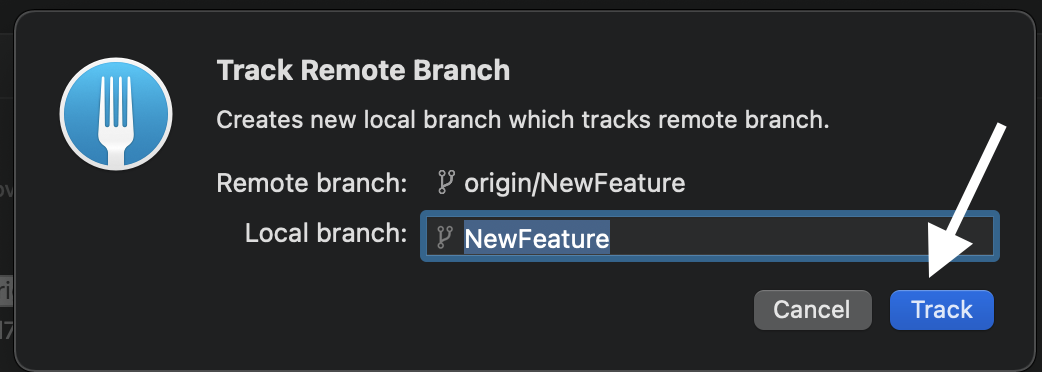 Track Remote Branch
Creates new local branch which tracks remote branch.
Remote branch: origin/NewFeature
Local branch: NewFeature
Cancel Track